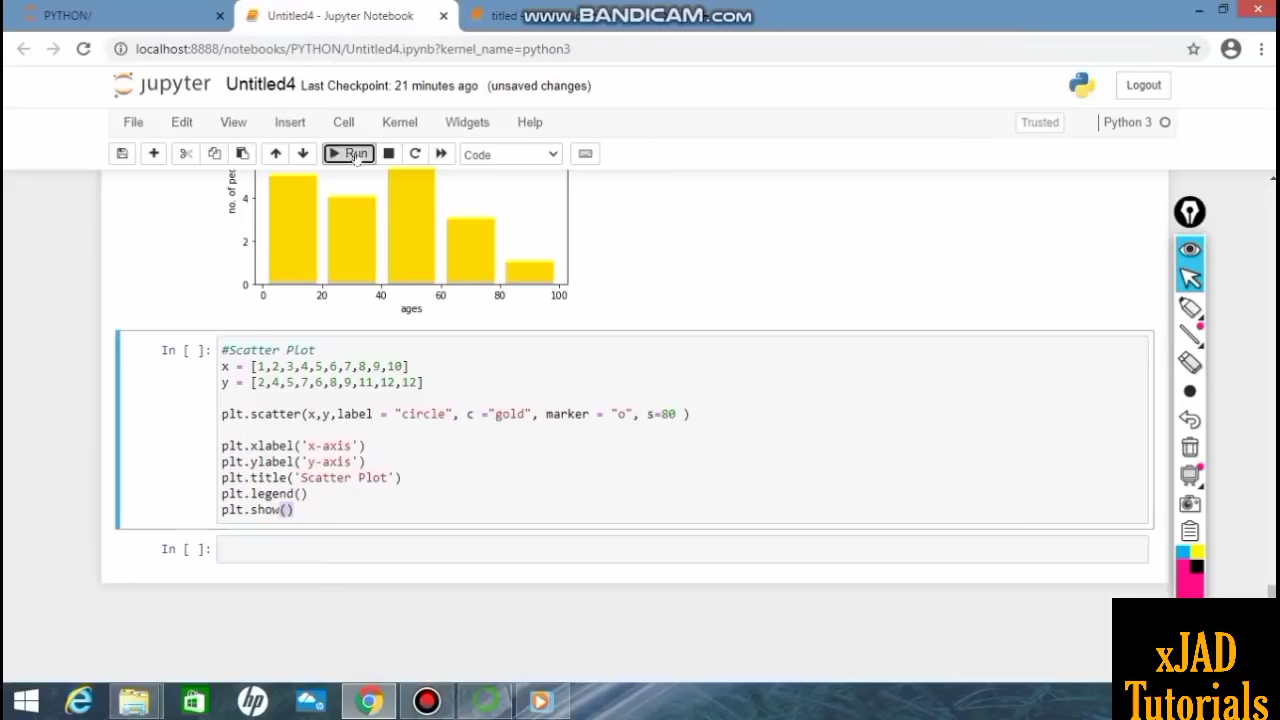 PYTHON/
Untitled4 - Jupyter Notebook
titled
www.BANDICAM.com
localhost:8888/notebooks/PYTHON/Untitled4.ipynb?kernel_name=python3
jupyter Untitled4 Last Checkpoint: 21 minutes ago (unsaved changes)
Logout
File Edit View Insert Cell Kernel Widgets Help
Trusted
Python 3
Run
Code
no. of pe
4
2
0
0 20 40 60 80 100
ages
In [ ]:
#Scatter Plot
x = [1,2,3,4,5,6,7,8,9,10]
y = [2,4,5,7,6,8,9,11,12,12]
plt.scatter(x,y,label = "circle", c ="gold", marker = "o", s=80 )
plt.xlabel('x-axis')
plt.ylabel('y-axis')
plt.title('Scatter Plot')
plt.legend()
plt.show()
In [ ]:
hp
xJAD
Tutorials